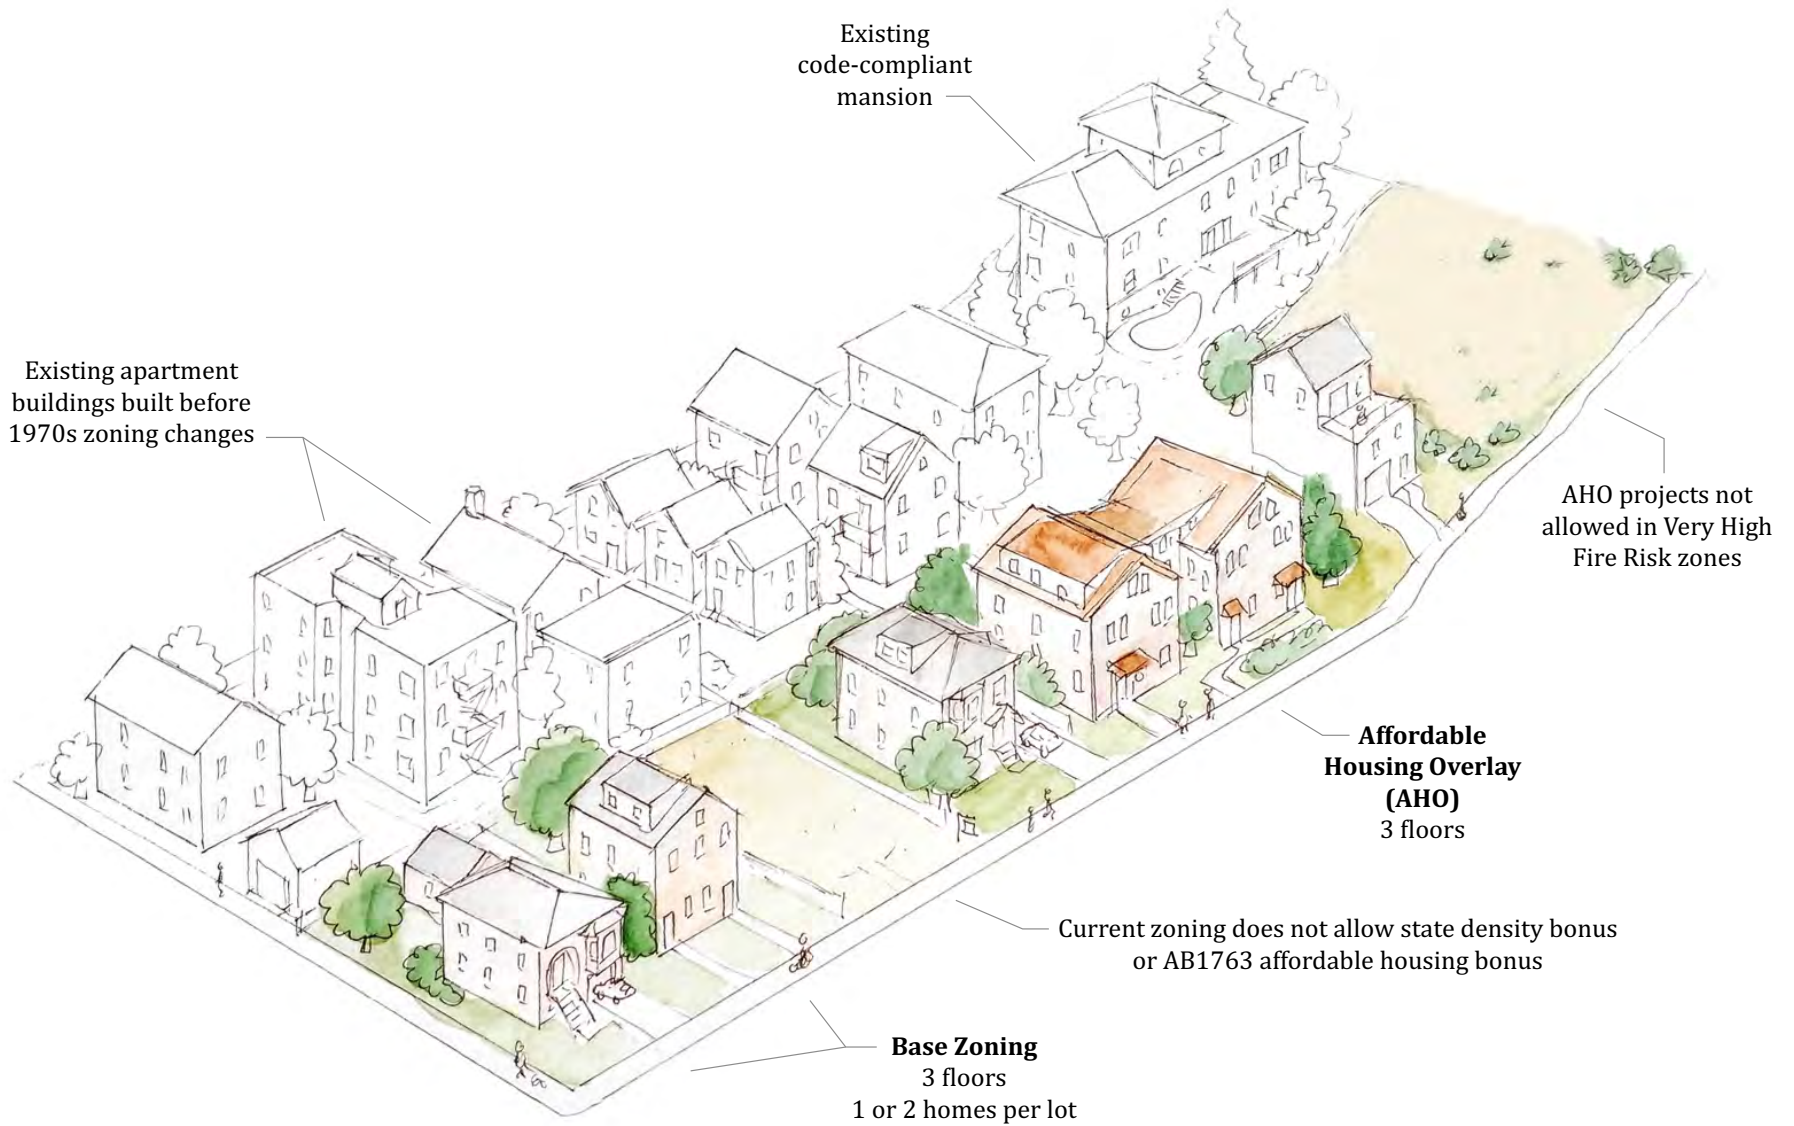 Existing
code-compliant
mansion
Existing apartment
buildings built before
1970s zoning changes
AHO projects not
allowed in Very High
Fire Risk zones
Affordable
Housing Overlay
(AHO)
3 floors
Current zoning does not allow state density bonus
or AB1763 affordable housing bonus
Base Zoning
3 floors
1 or 2 homes per lot